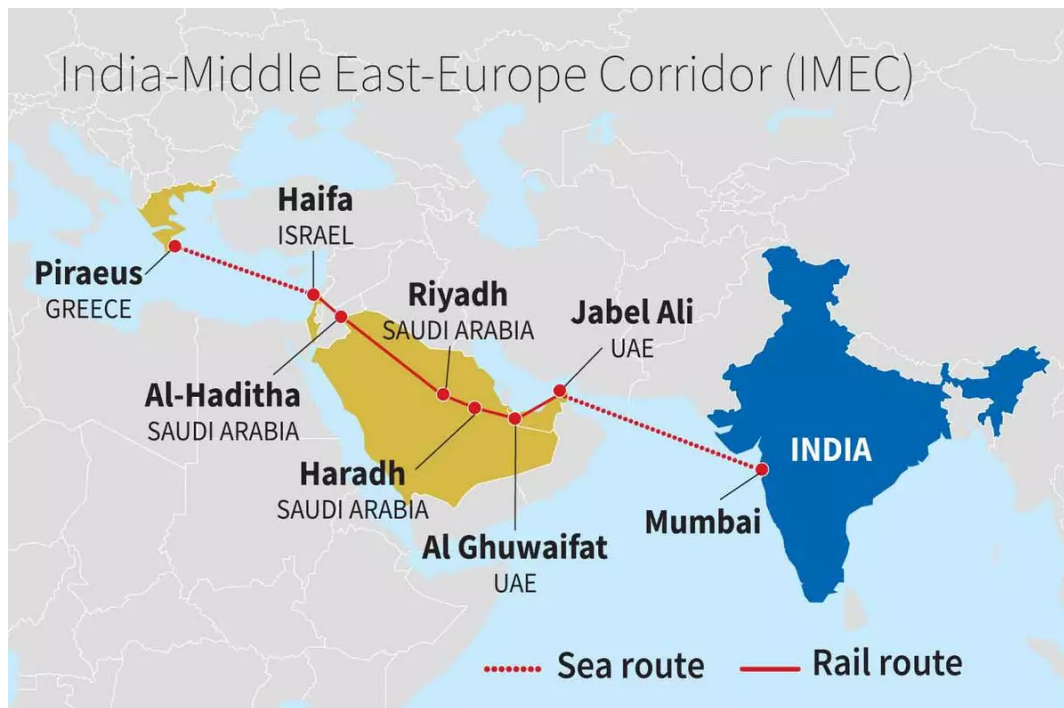 India-Middle East-Europe Corridor (IMEC)
Haifa
ISRAEL
Piraeus
GREECE
Riyadh
SAUDI ARABIA
Jabel Ali
UAE
Al-Haditha
SAUDI ARABIA
Haradh
SAUDI ARABIA
INDIA
Mumbai
Al Ghuwaifat
UAE
Sea route
Rail route